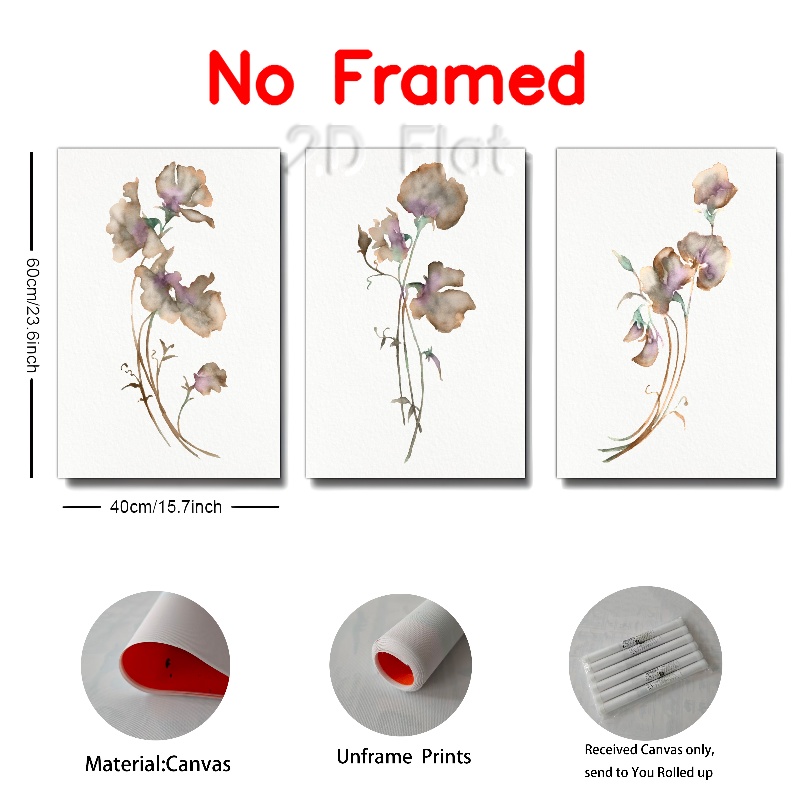 No Framed
2D Flat
60cm/23.6inch
40cm/15.7inch
Material:Canvas
Unframe Prints
Received Canvas only,
send to You Rolled up